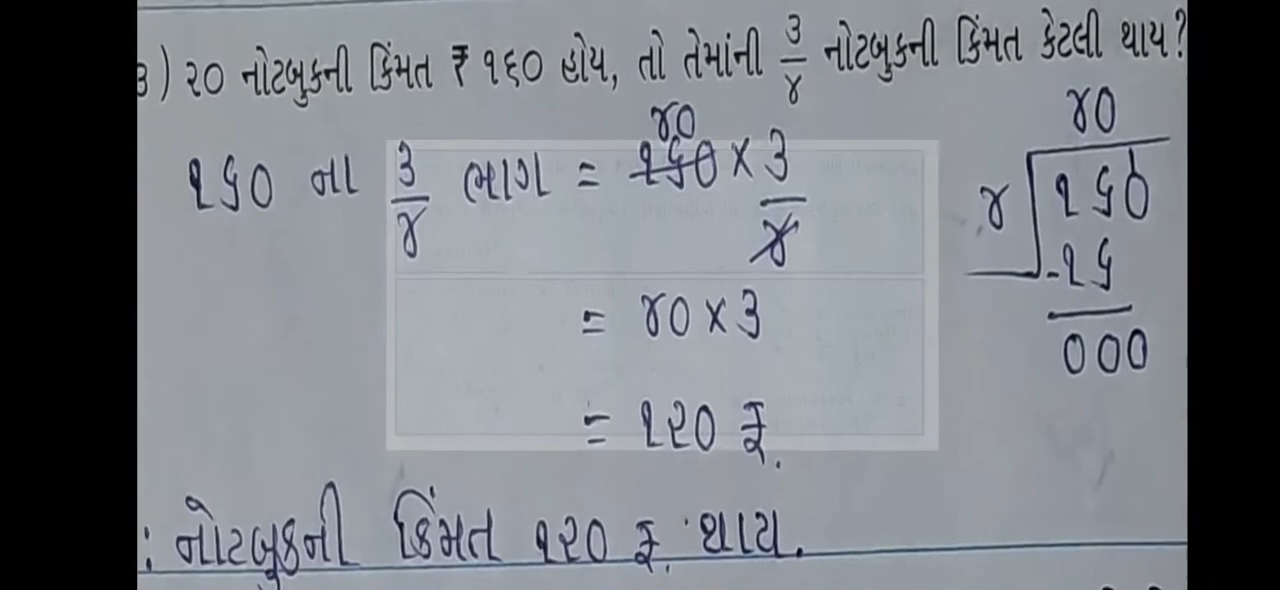 ૩) ૨૦ નોટબુકની કિંમત ₹ ૧૬૦ હોય, તો તેમાંની ૩/૪ નોટબુકની કિંમત કેટલી થાય?
૧૬૦ ના ૩/૪ ભાગ = ૧૬૦ × ૩/૪
૪૦
= ૪૦ × ૩
= ૧૨૦ રૂ.
૪૦
૪ ૧૬૦
-૧૬
૦૦૦
: નોટબૂકની કિંમત ૧૨૦ રૂ. થાય.